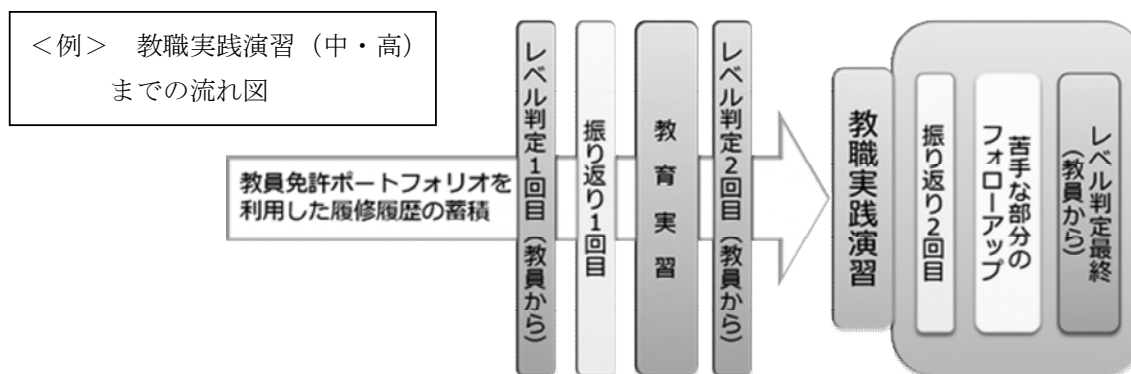 <例>　教職実践演習（中・高）
までの流れ図
教員免許ポートフォリオを
利用した履修履歴の蓄積
レベル判定1回目（教員から）
振り返り1回目
教育実習
レベル判定2回目（教員から）
教職実践演習
振り返り2回目
苦手な部分の
フォローアップ
レベル判定最終
（教員から）